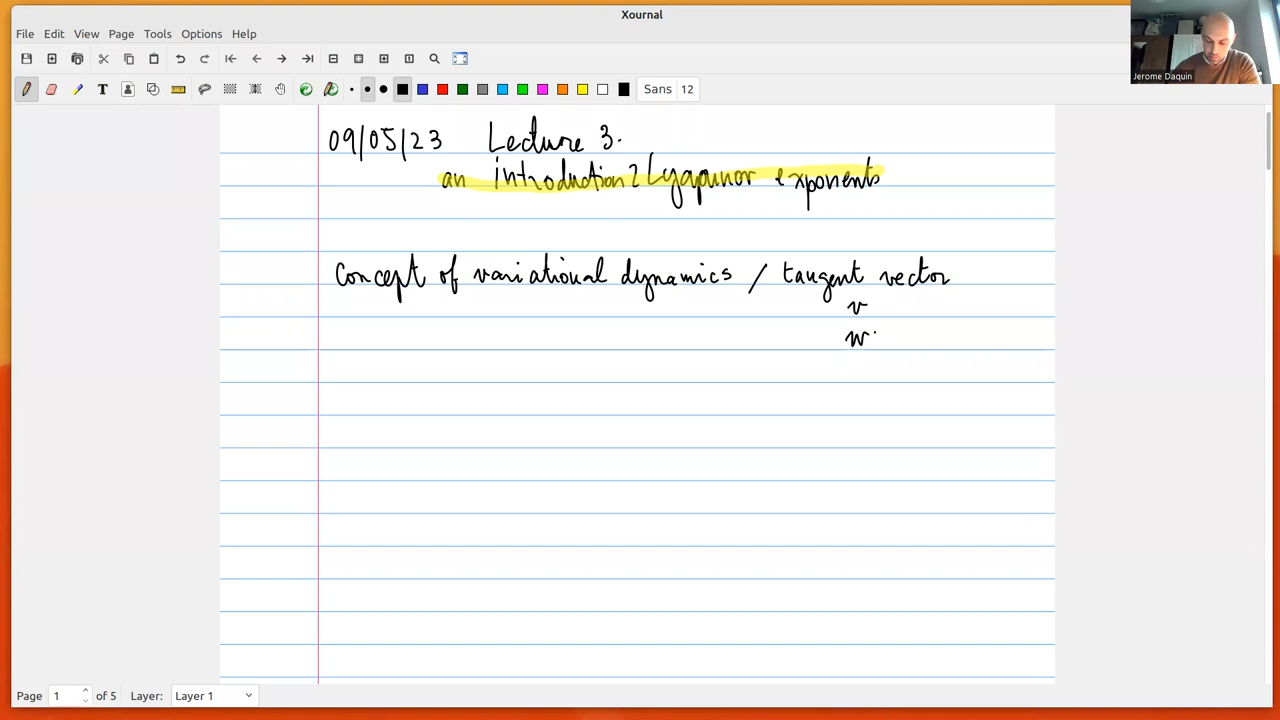 Xournal
File Edit View Page Tools Options Help
Sans 12
Jerome Daquin
09/05/23 Lecture 3.
an introduction 2 Lyapunov exponents
Concept of variational dynamics / tangent vector
v
w
Page 1 of 5 Layer: Layer 1